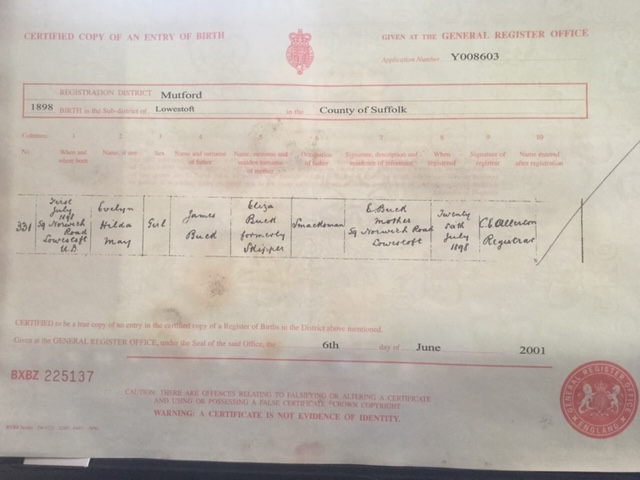 CERTIFIED COPY OF AN ENTRY OF BIRTH
GIVEN AT THE GENERAL REGISTER OFFICE
Application Number Y008603
REGISTRATION DISTRICT Mutford
1898 BIRTH in the Sub-district of Lowestoft in the County of Suffolk
Columns: 1 2 3 4 5 6 7 8 9 10
No. When and where born Name, if any Sex Name and surname of father Name, surname and maiden surname of mother Occupation of father Signature, description and residence of informant When registered Signature of registrar Name entered after registration
331
First July 1898 Norwich Road Lowestoft U.D.
Evelyn Hilda May
Girl
James Buck
Eliza Buck formerly Skipper
Smacksman
E. Buck Mother Norwich Road Lowestoft
Twenty July 1898
Registrar
CERTIFIED to be a true copy of an entry in the certified copy of a Register of Births in the District above mentioned.
Given at the GENERAL REGISTER OFFICE, under the Seal of the said Office, the 6th day of June 2001
BXBZ 225137
CAUTION: THERE ARE OFFENCES RELATING TO FALSIFYING OR ALTERING A CERTIFICATE
AND USING OR POSSESSING A FALSE CERTIFICATE ©CROWN COPYRIGHT
WARNING: A CERTIFICATE IS NOT EVIDENCE OF IDENTITY.
GENERAL REGISTER OFFICE
ENGLAND